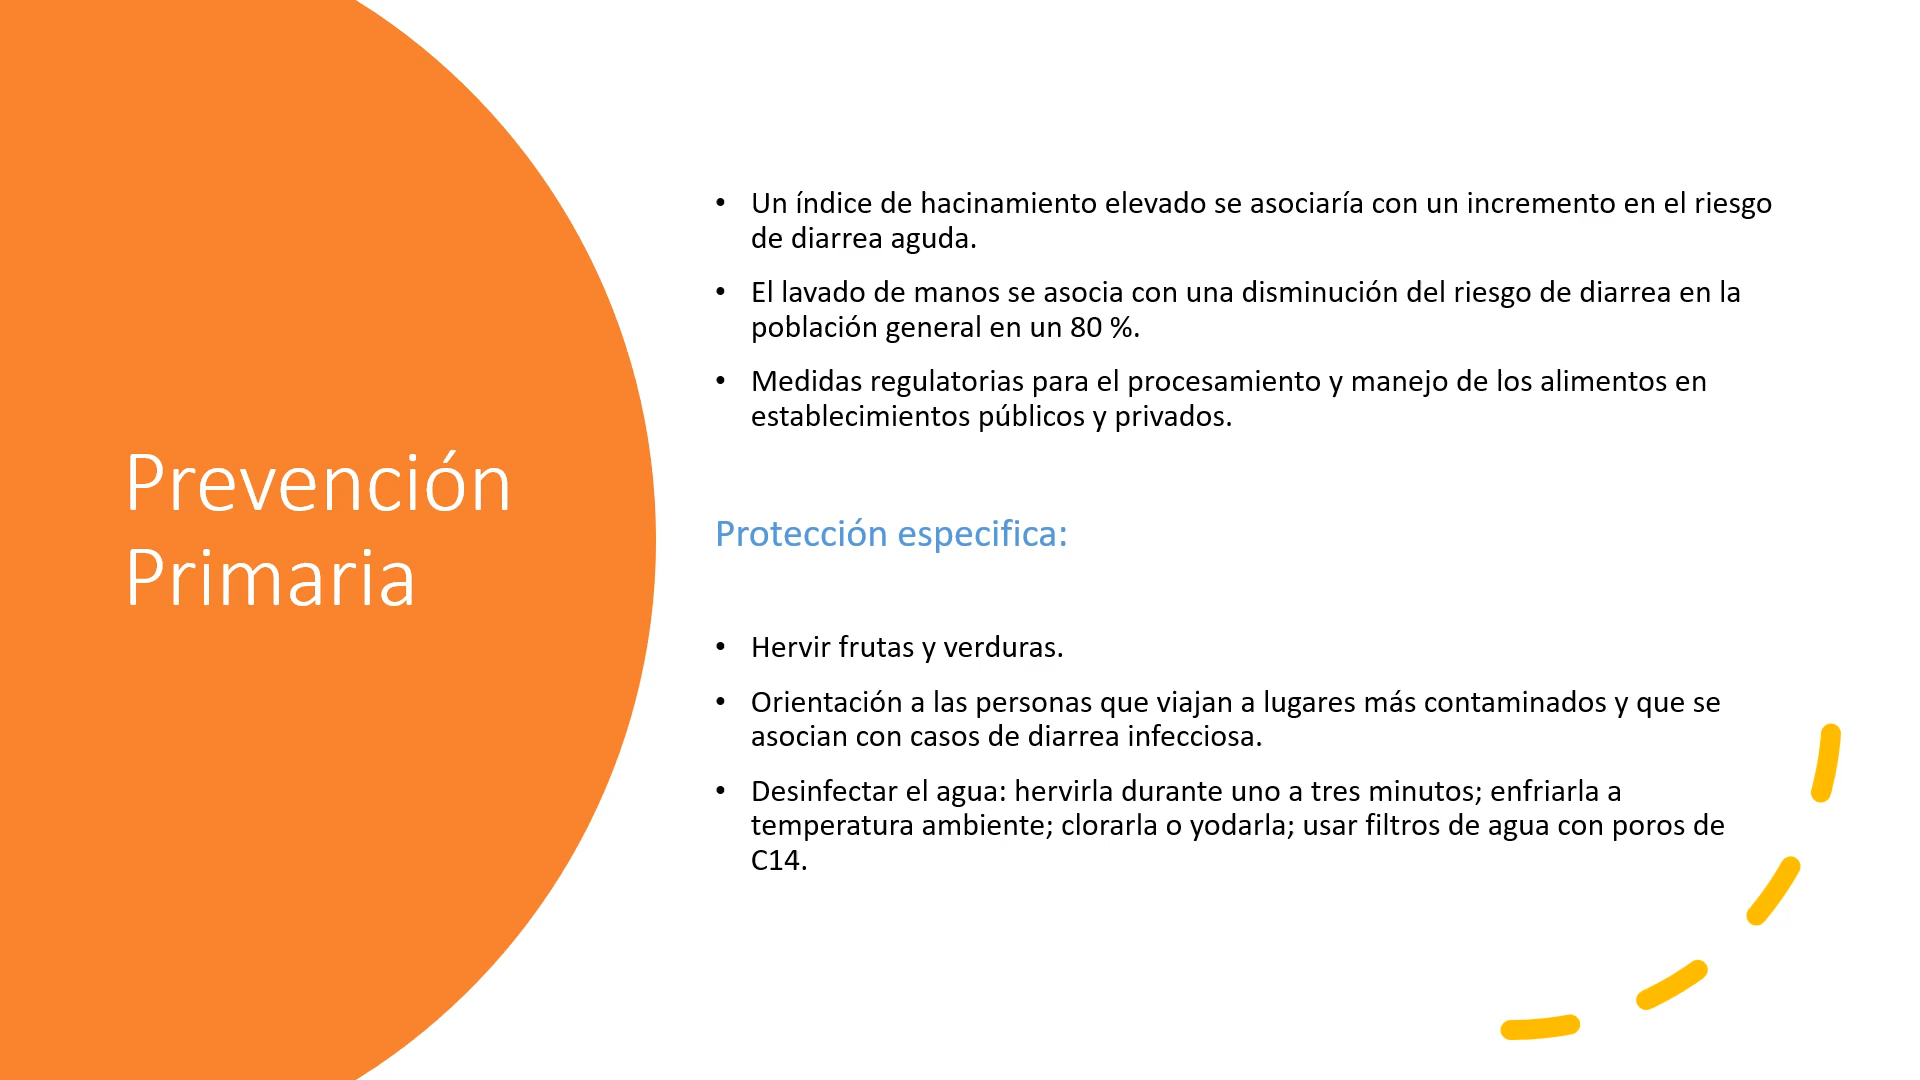 Prevención
Primaria
• Un índice de hacinamiento elevado se asociaría con un incremento en el riesgo
de diarrea aguda.
• El lavado de manos se asocia con una disminución del riesgo de diarrea en la
población general en un 80 %.
• Medidas regulatorias para el procesamiento y manejo de los alimentos en
establecimientos públicos y privados.
Protección especifica:
• Hervir frutas y verduras.
• Orientación a las personas que viajan a lugares más contaminados y que se
asocian con casos de diarrea infecciosa.
• Desinfectar el agua: hervirla durante uno a tres minutos; enfriarla a
temperatura ambiente; clorarla o yodarla; usar filtros de agua con poros de
C14.